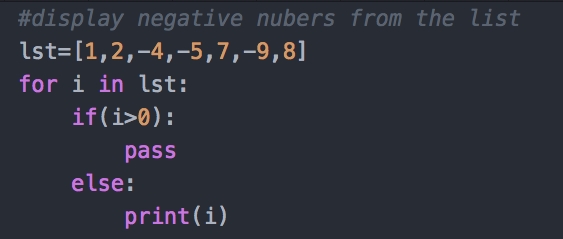 #display negative nubers from the list
lst=[1,2,-4,-5,7,-9,8]
for i in lst:
    if(i>0):
        pass
    else:
        print(i)